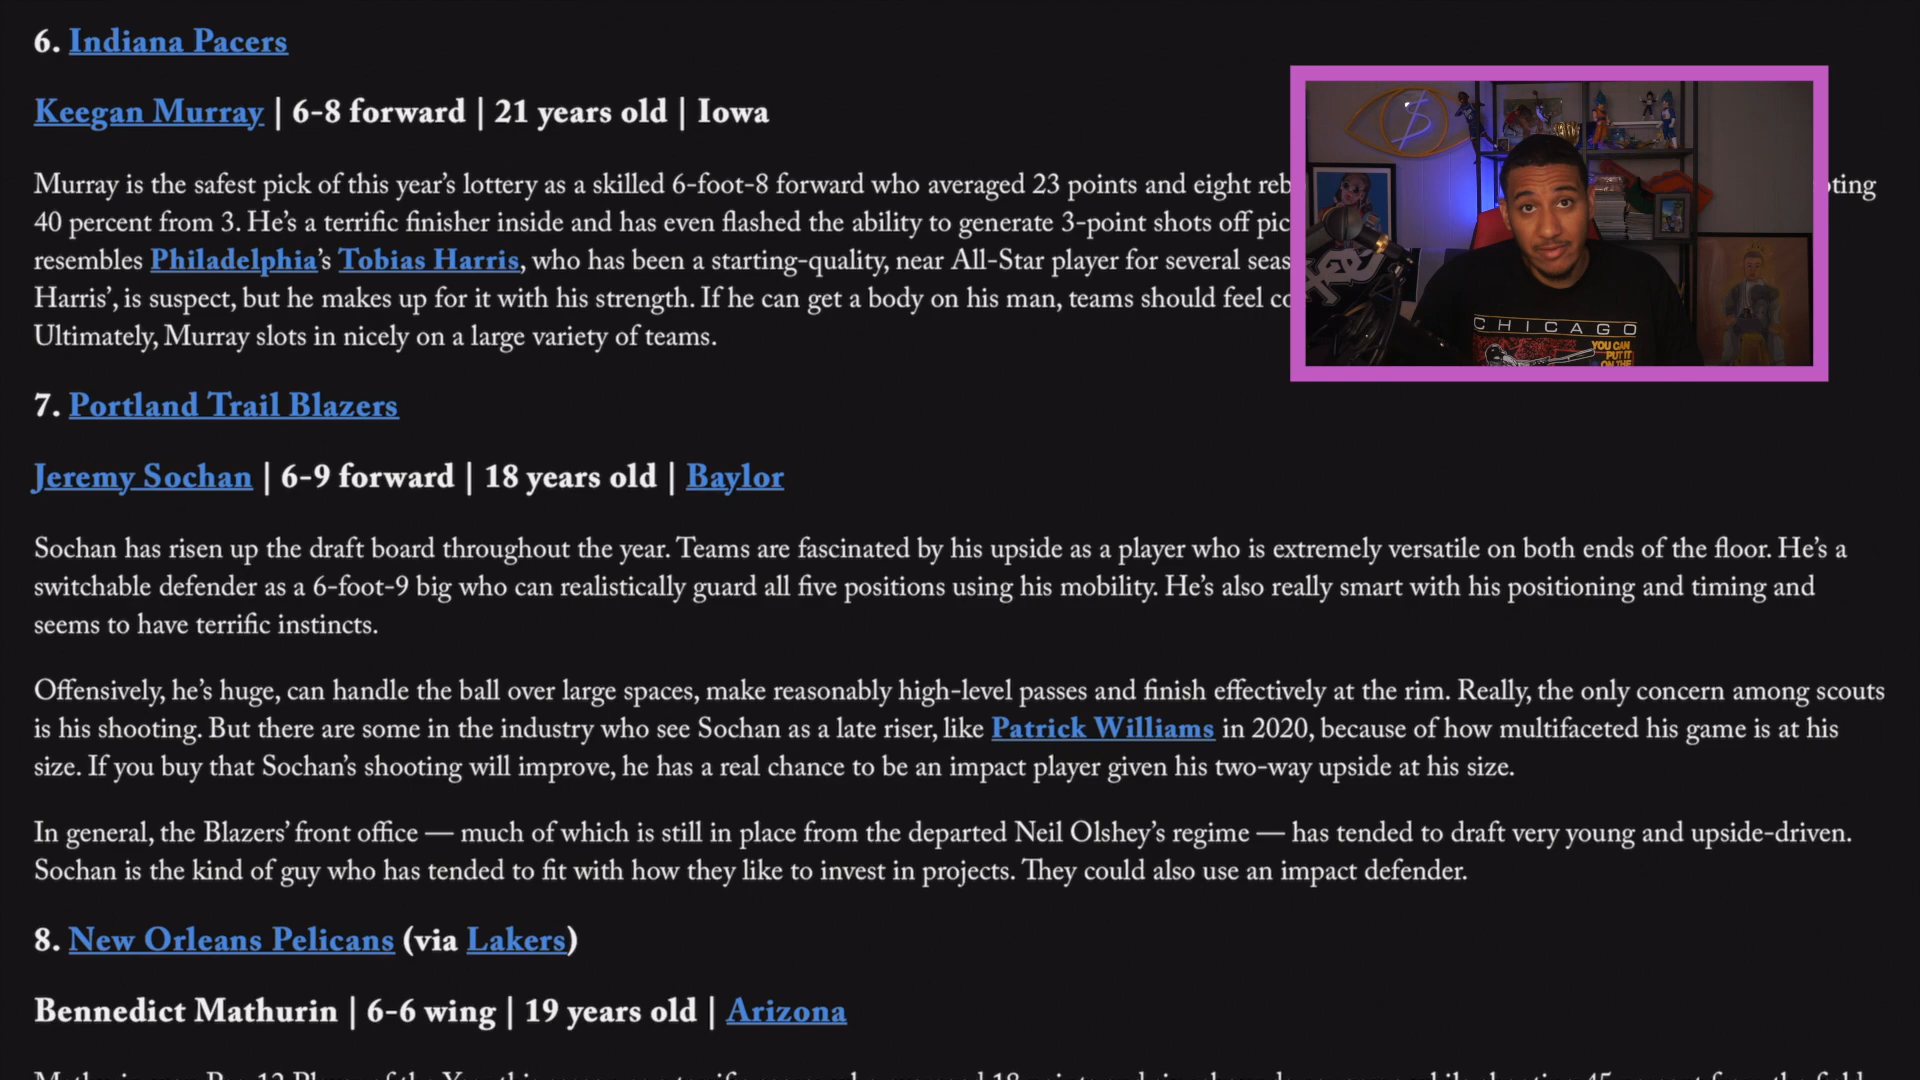 6. Indiana Pacers
Keegan Murray | 6-8 forward | 21 years old | Iowa
Murray is the safest pick of this year's lottery as a skilled 6-foot-8 forward who averaged 23 points and eight reb
40 percent from 3. He's a terrific finisher inside and has even flashed the ability to generate 3-point shots off pic
resembles Philadelphia's Tobias Harris, who has been a starting-quality, near All-Star player for several seas
Harris', is suspect, but he makes up for it with his strength. If he can get a body on his man, teams should feel co
Ultimately, Murray slots in nicely on a large variety of teams.
CHICAGO
YOU CAN
PUT IT
ON THE
7. Portland Trail Blazers
Jeremy Sochan | 6-9 forward | 18 years old | Baylor
Sochan has risen up the draft board throughout the year. Teams are fascinated by his upside as a player who is extremely versatile on both ends of the floor. He's a
switchable defender as a 6-foot-9 big who can realistically guard all five positions using his mobility. He's also really smart with his positioning and timing and
seems to have terrific instincts.
Offensively, he's huge, can handle the ball over large spaces, make reasonably high-level passes and finish effectively at the rim. Really, the only concern among scouts
is his shooting. But there are some in the industry who see Sochan as a late riser, like Patrick Williams in 2020, because of how multifaceted his game is at his
size. If you buy that Sochan's shooting will improve, he has a real chance to be an impact player given his two-way upside at his size.
In general, the Blazers' front office — much of which is still in place from the departed Neil Olshey's regime — has tended to draft very young and upside-driven.
Sochan is the kind of guy who has tended to fit with how they like to invest in projects. They could also use an impact defender.
8. New Orleans Pelicans (via Lakers)
Bennedict Mathurin | 6-6 wing | 19 years old | Arizona